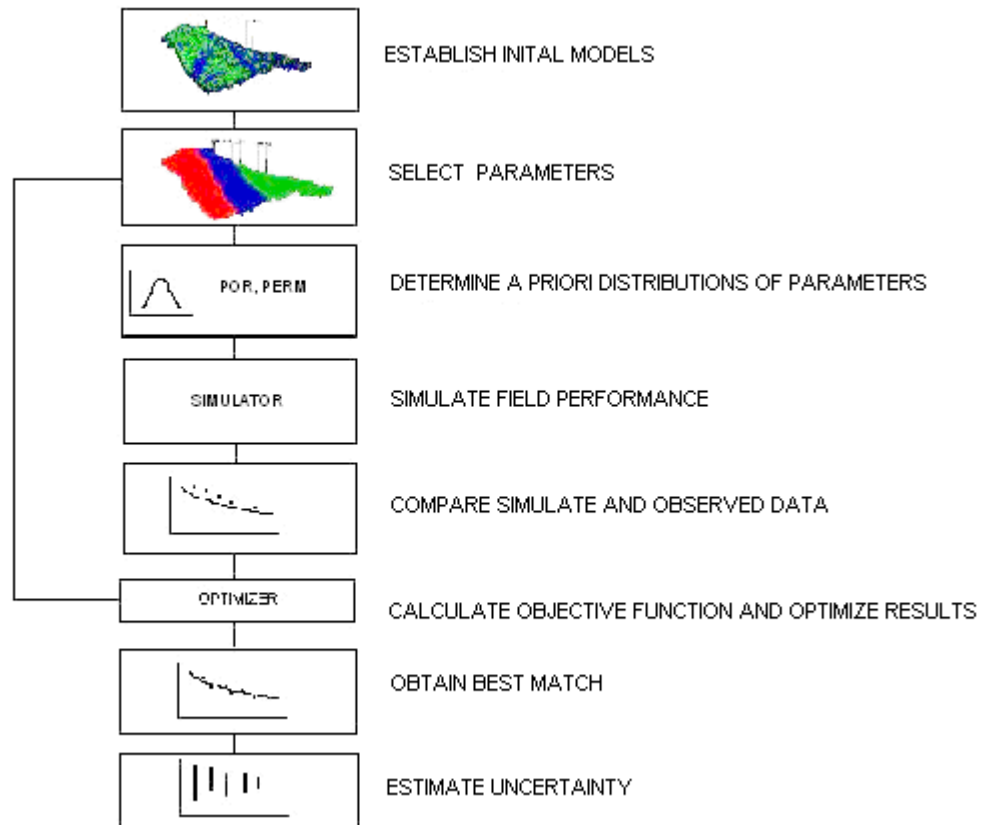 ESTABLISH INITAL MODELS
SELECT PARAMETERS
POR, PERM
DETERMINE A PRIORI DISTRIBUTIONS OF PARAMETERS
SIMULATOR
SIMULATE FIELD PERFORMANCE
COMPARE SIMULATE AND OBSERVED DATA
OPTIMIZER
CALCULATE OBJECTIVE FUNCTION AND OPTIMIZE RESULTS
OBTAIN BEST MATCH
ESTIMATE UNCERTAINTY